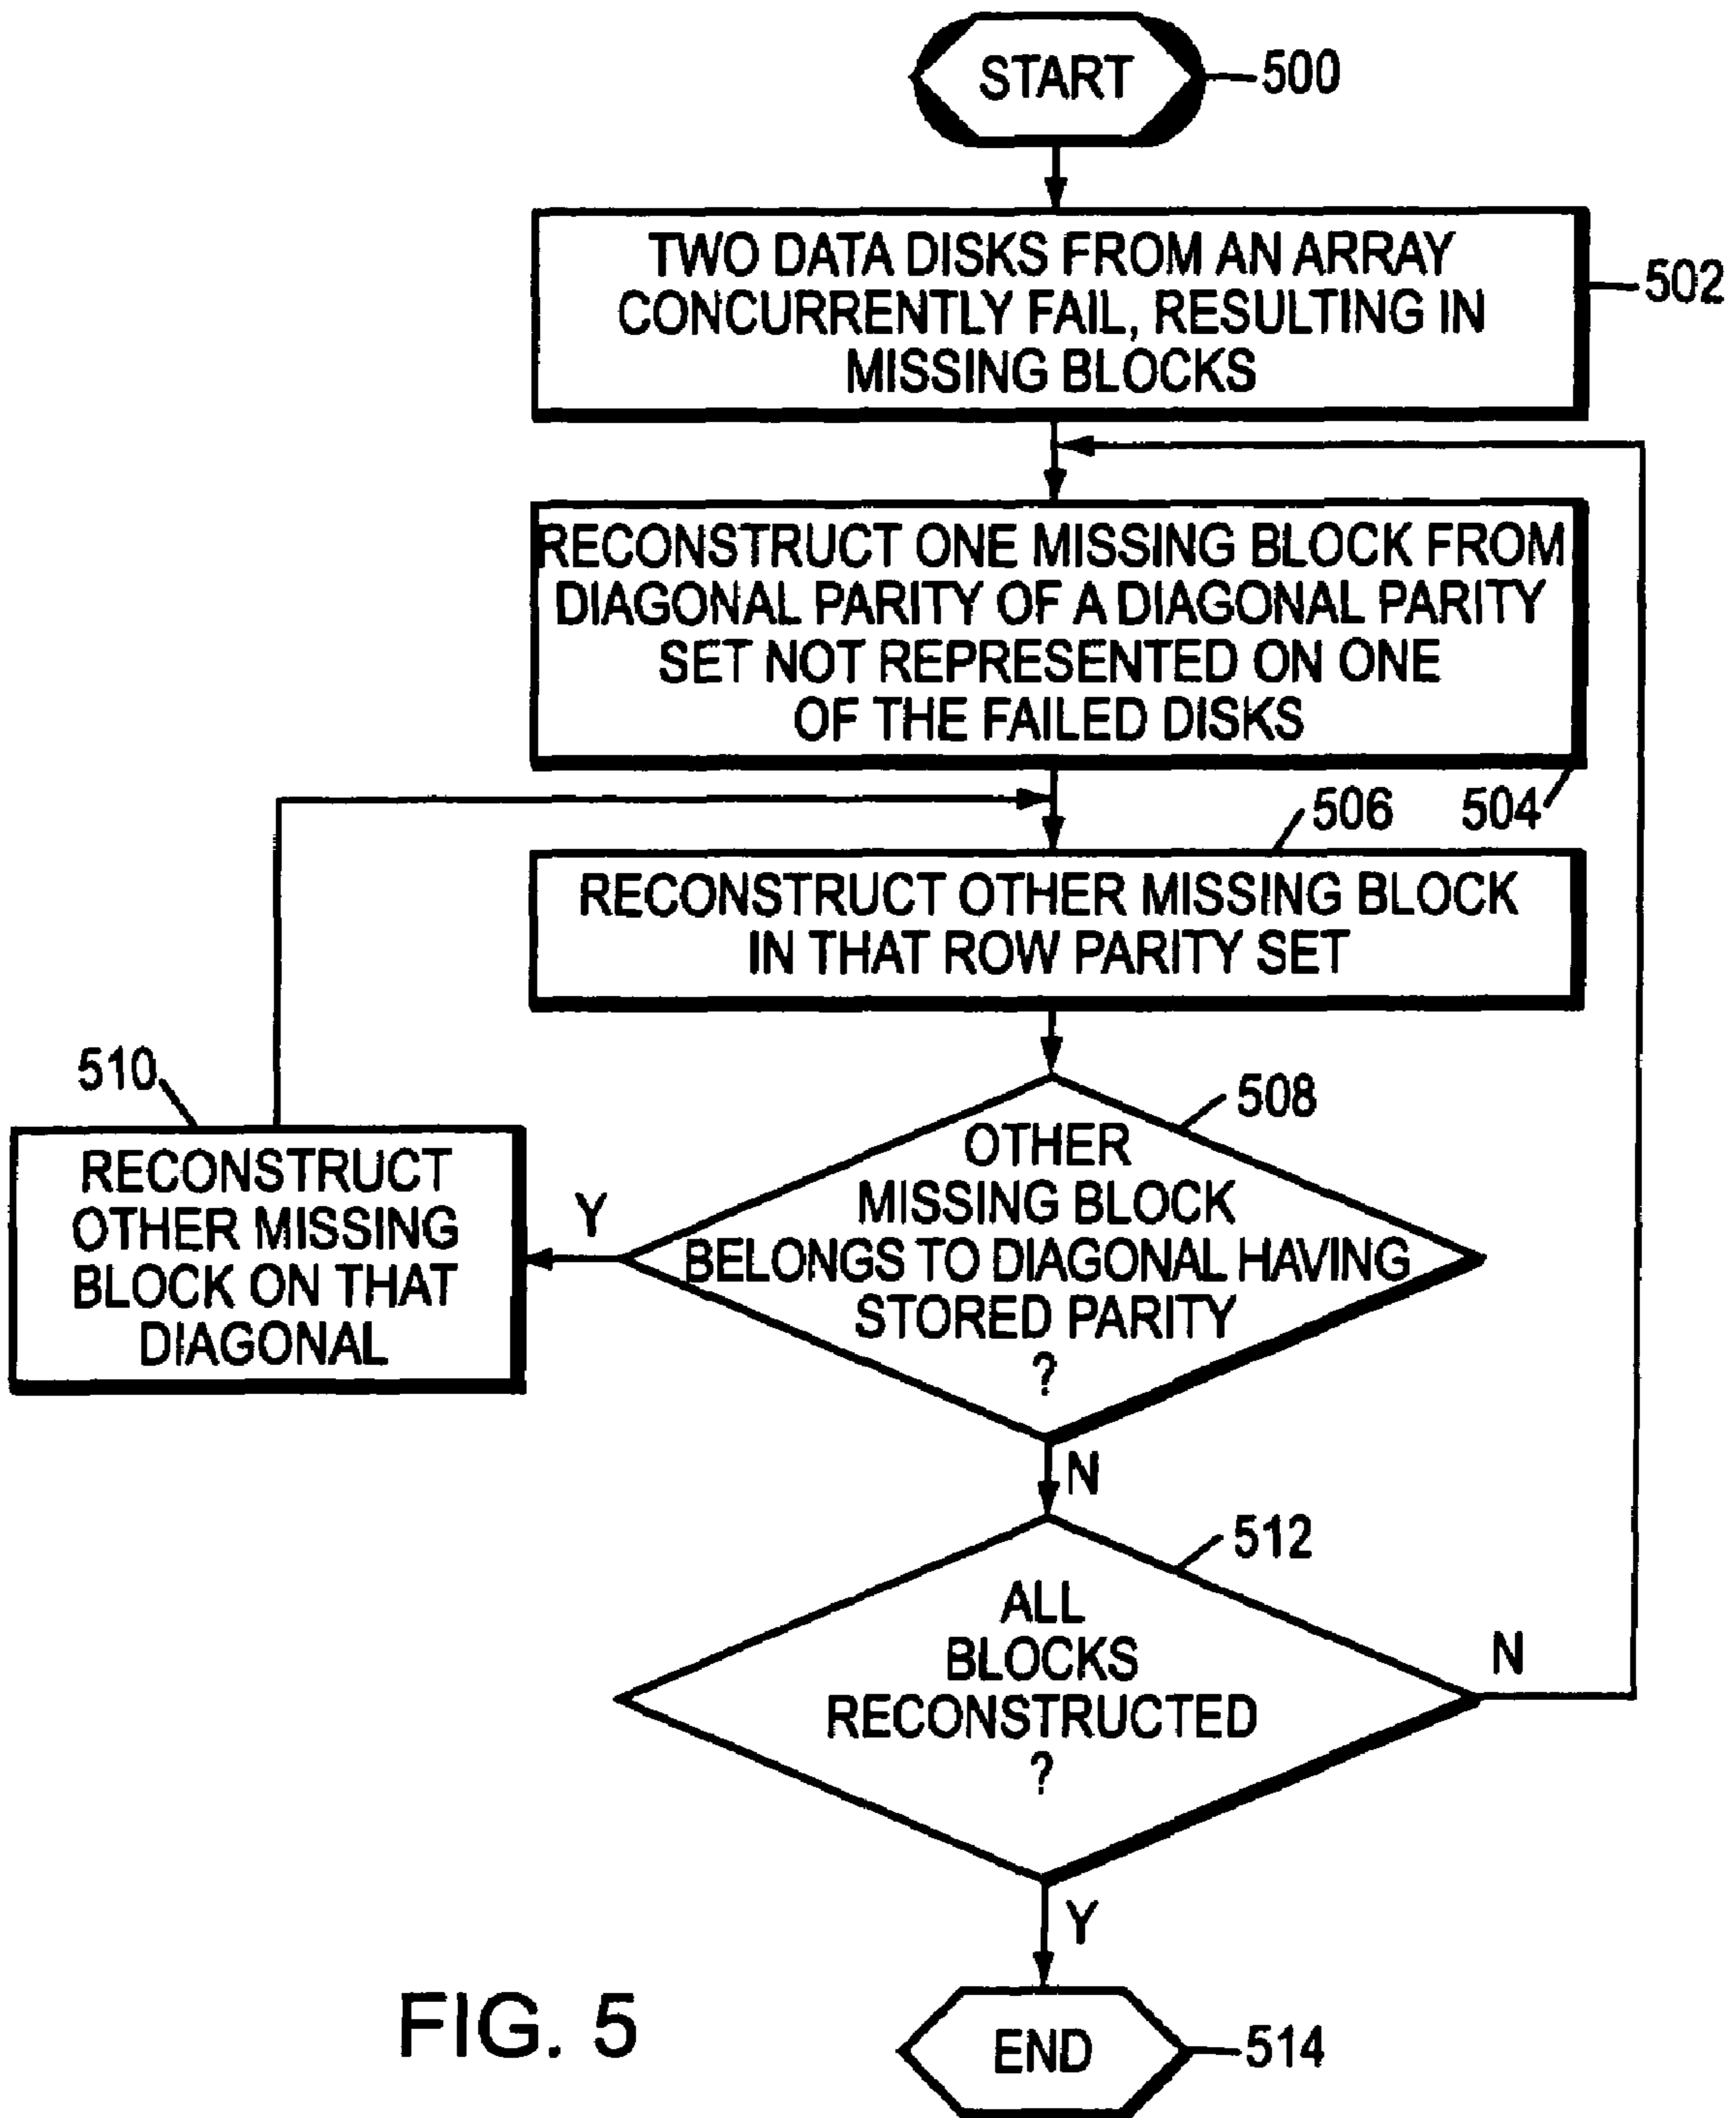 START
500
TWO DATA DISKS FROM AN ARRAY
CONCURRENTLY FAIL, RESULTING IN
MISSING BLOCKS
502
RECONSTRUCT ONE MISSING BLOCK FROM
DIAGONAL PARITY OF A DIAGONAL PARITY
SET NOT REPRESENTED ON ONE
OF THE FAILED DISKS
504
506
RECONSTRUCT OTHER MISSING BLOCK
IN THAT ROW PARITY SET
508
OTHER
MISSING BLOCK
BELONGS TO DIAGONAL HAVING
STORED PARITY
?
Y
510
RECONSTRUCT
OTHER MISSING
BLOCK ON THAT
DIAGONAL
N
512
ALL
BLOCKS
RECONSTRUCTED
?
N
Y
END
514
FIG. 5